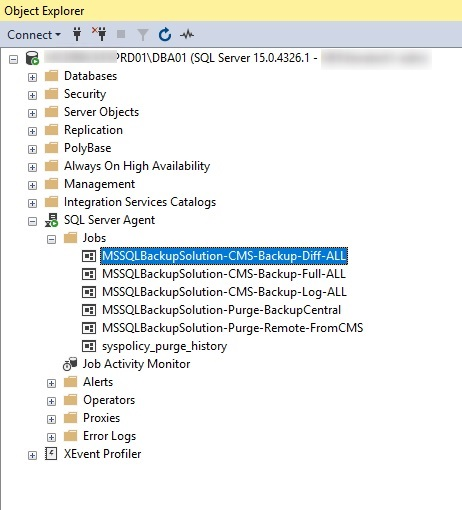 Object Explorer
Connect
PRD01\DBA01 (SQL Server 15.0.4326.1 -
Databases
Security
Server Objects
Replication
PolyBase
Always On High Availability
Management
Integration Services Catalogs
SQL Server Agent
Jobs
MSSQLBackupSolution-CMS-Backup-Diff-ALL
MSSQLBackupSolution-CMS-Backup-Full-ALL
MSSQLBackupSolution-CMS-Backup-Log-ALL
MSSQLBackupSolution-Purge-BackupCentral
MSSQLBackupSolution-Purge-Remote-FromCMS
syspolicy_purge_history
Job Activity Monitor
Alerts
Operators
Proxies
Error Logs
XEvent Profiler